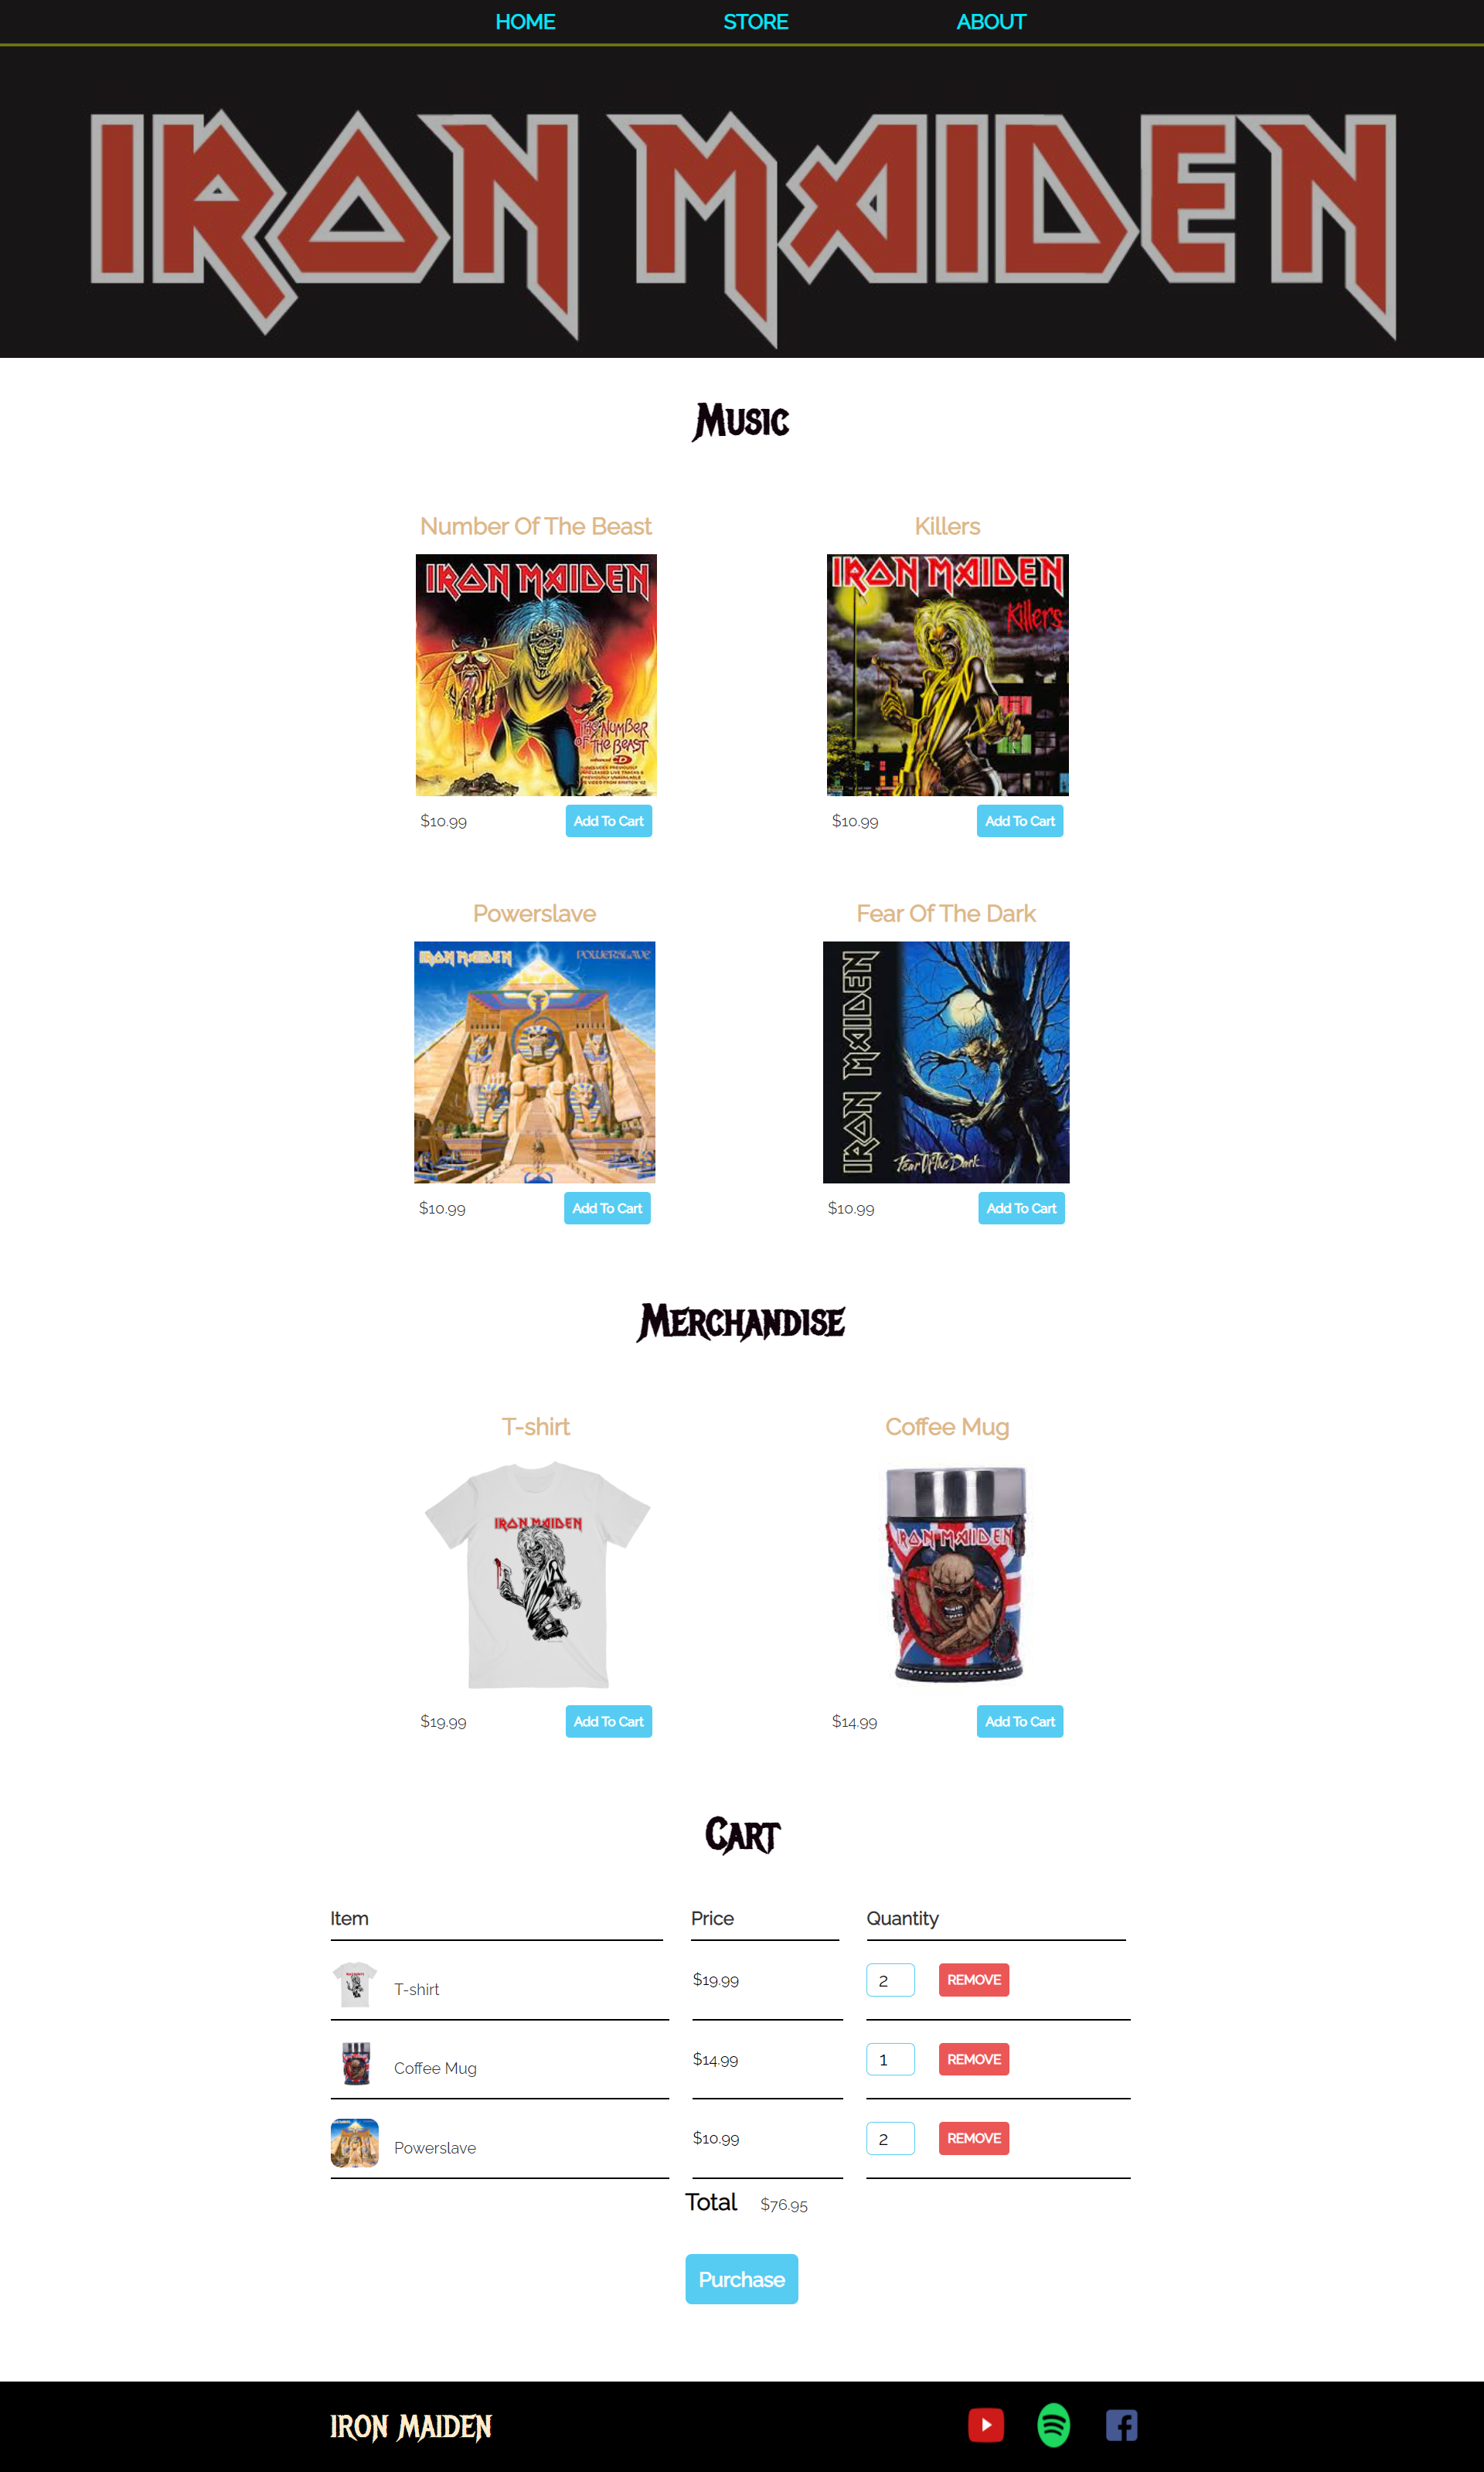 HOME STORE ABOUT
IRON MAIDEN
Music
Number Of The Beast Killers
IRON MAIDEN
THE NUMBER
OF THE BEAST
IRON MAIDEN
Killers
$10.99 Add To Cart $10.99 Add To Cart
Powerslave Fear Of The Dark
IRON MAIDEN POWERSLAVE
IRON MAIDEN
Fear Of The Dark
$10.99 Add To Cart $10.99 Add To Cart
Merchandise
T-shirt Coffee Mug
IRON MAIDEN
IRON MAIDEN
$19.99 Add To Cart $14.99 Add To Cart
Cart
Item Price Quantity
T-shirt $19.99 2 REMOVE
Coffee Mug $14.99 1 REMOVE
Powerslave $10.99 2 REMOVE
Total $76.95
Purchase
IRON MAIDEN